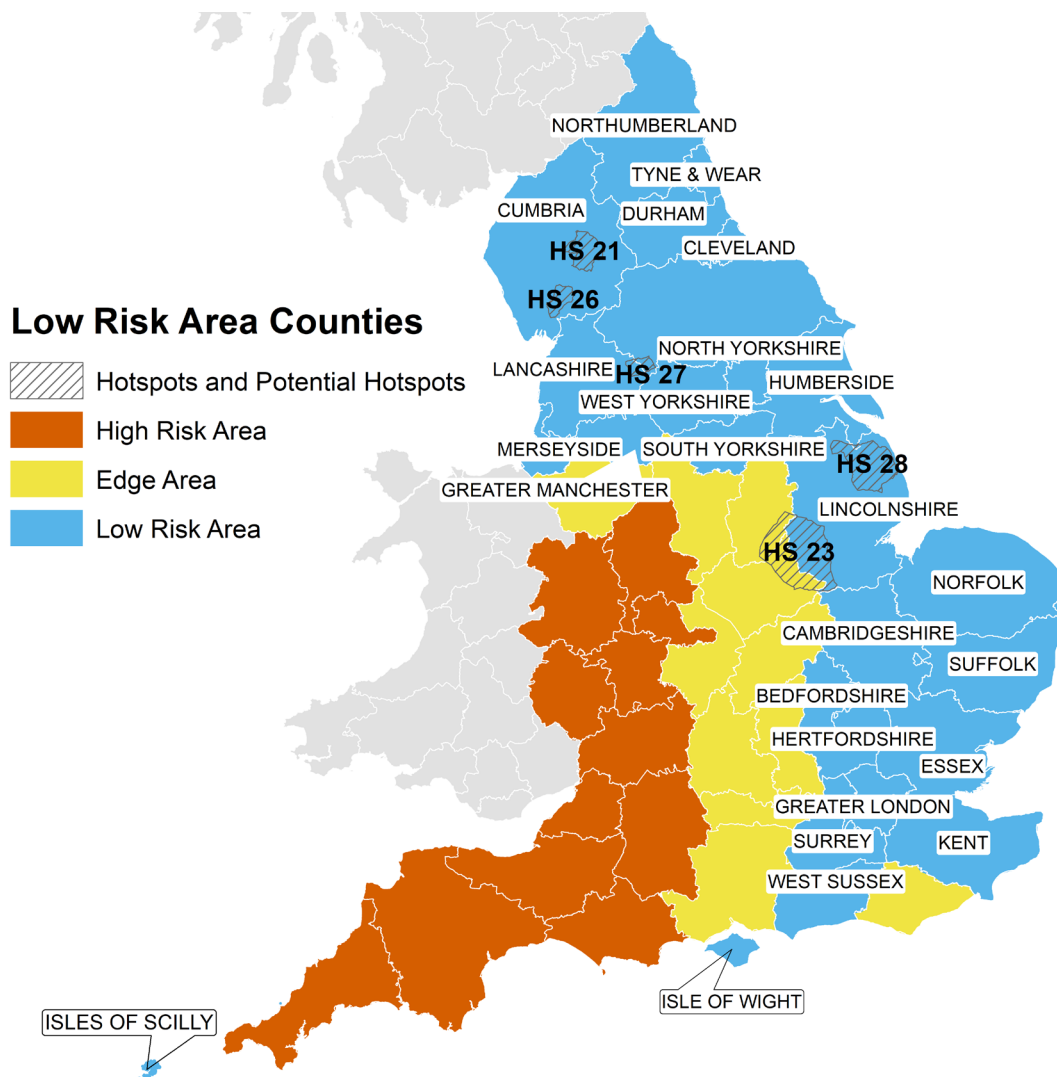 NORTHUMBERLAND
TYNE & WEAR
CUMBRIA
DURHAM
CLEVELAND
HS 21
HS 26
Low Risk Area Counties
Hotspots and Potential Hotspots
High Risk Area
Edge Area
Low Risk Area
NORTH YORKSHIRE
LANCASHIRE
HS 27
HUMBERSIDE
WEST YORKSHIRE
MERSEYSIDE
SOUTH YORKSHIRE
HS 28
GREATER MANCHESTER
LINCOLNSHIRE
HS 23
NORFOLK
CAMBRIDGESHIRE
SUFFOLK
BEDFORDSHIRE
HERTFORDSHIRE
ESSEX
GREATER LONDON
SURREY
KENT
WEST SUSSEX
ISLE OF WIGHT
ISLES OF SCILLY